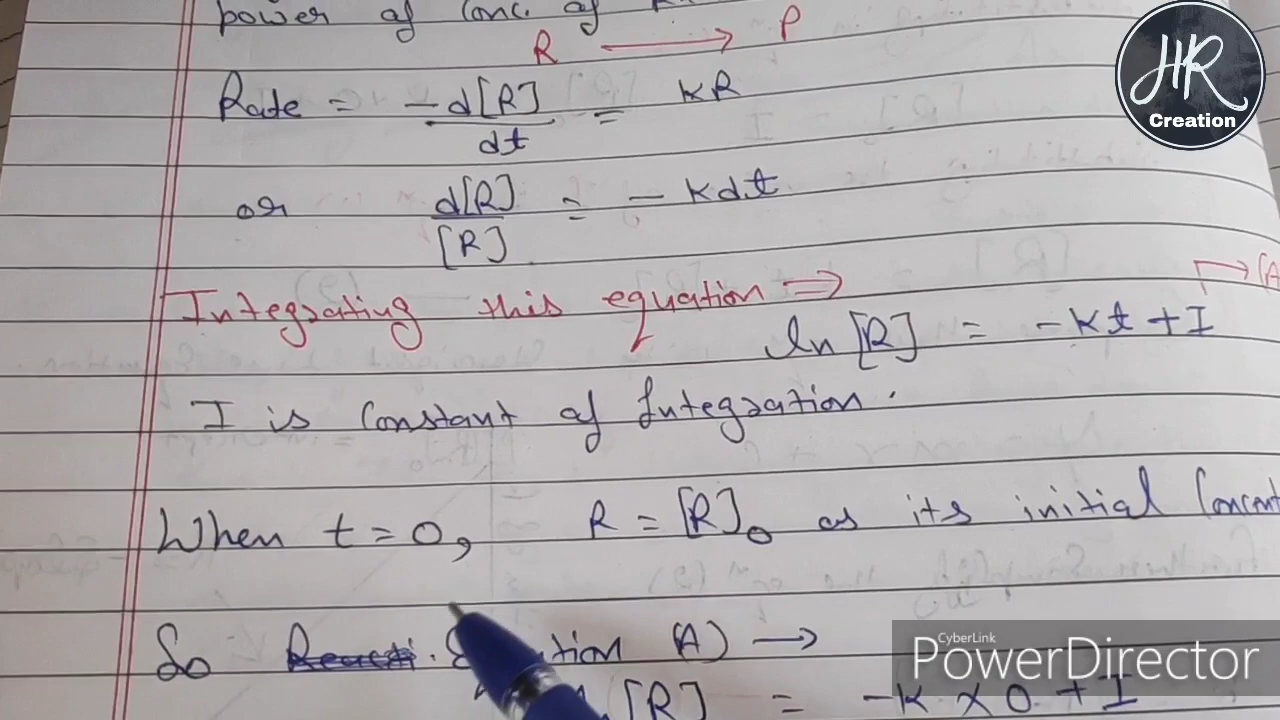 power of Conc. of
R ⟶ P
HR
Creation
Rate = -d[R]/dt = KR
or d[R]/[R] = - Kdt
Integrating this equation ⇒ → (A
ln [R] = -Kt + I
I is Constant of Integration.
When t = 0, R = [R]₀ as its initial Concent
So (A) →
[R] = -K × 0 + I
CyberLink
PowerDirector